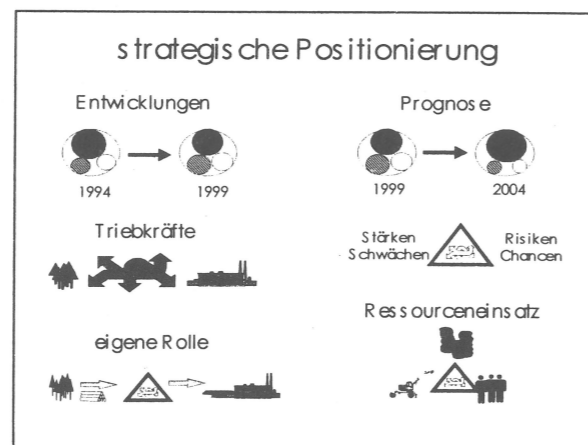 strategische Positionierung
Entwicklungen
1994
1999
Triebkräfte
eigene Rolle
Prognose
1999
2004
Stärken
Schwächen
Risiken
Chancen
Ressourceneinsatz